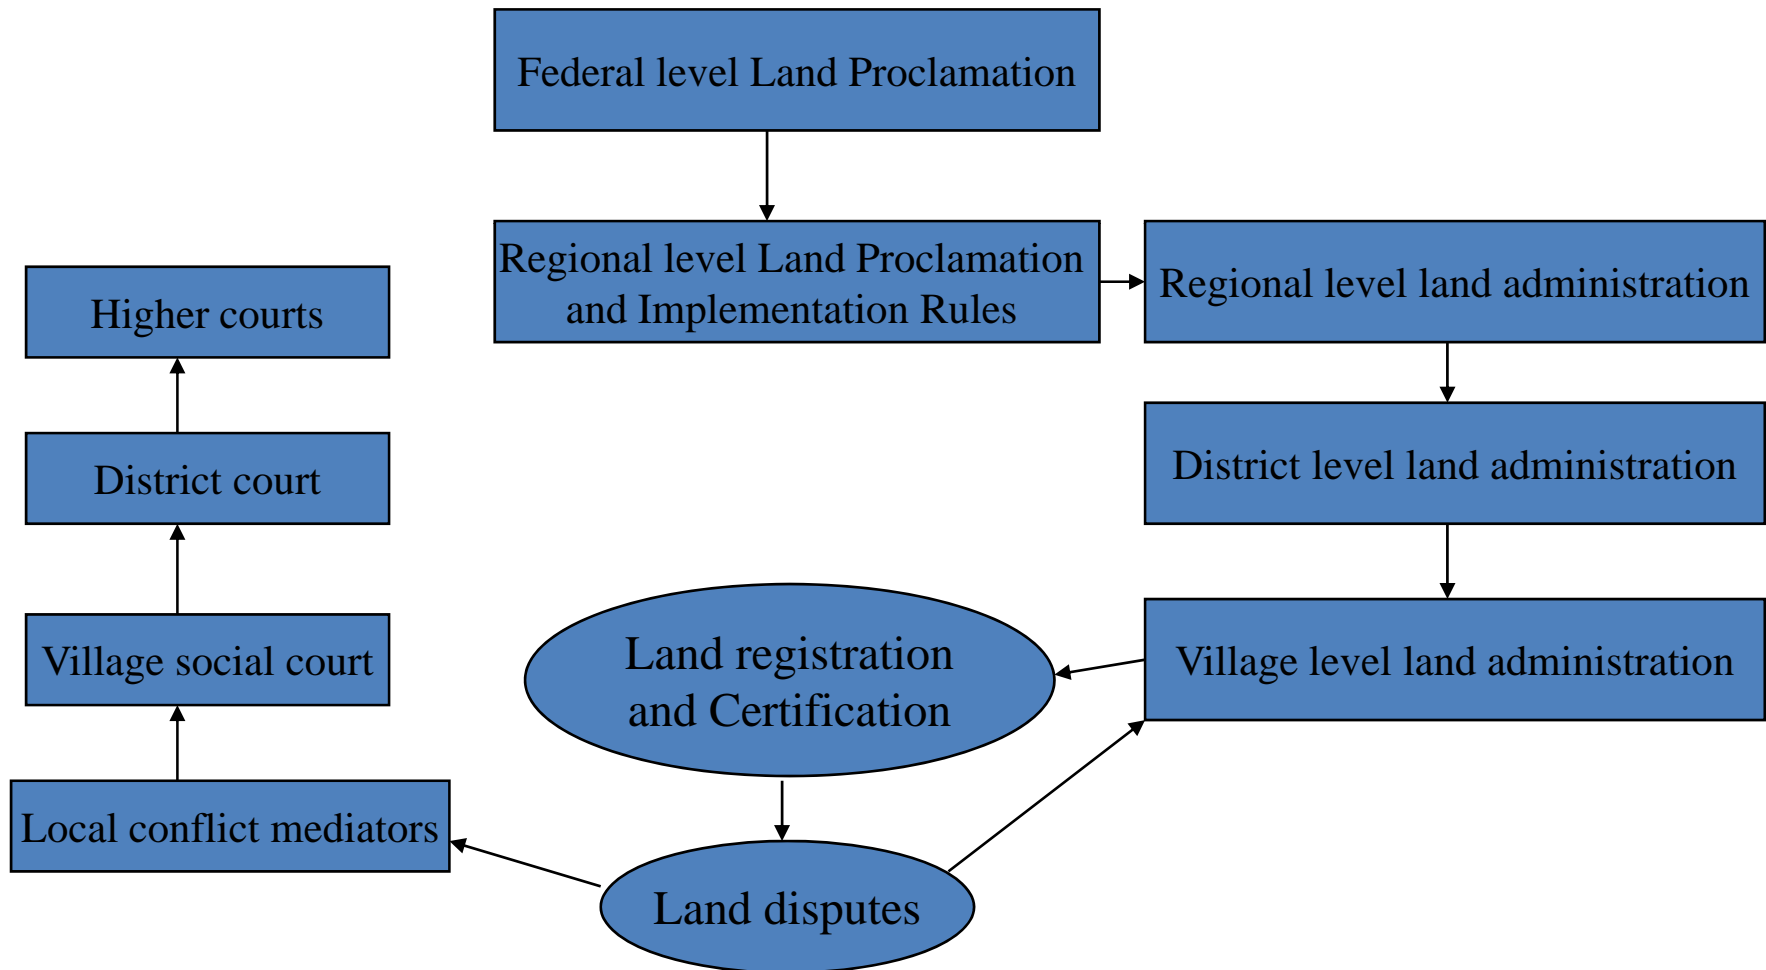 Federal level Land Proclamation
Regional level Land Proclamation
and Implementation Rules
Regional level land administration
Higher courts
District level land administration
District court
Village social court
Land registration
and Certification
Village level land administration
Local conflict mediators
Land disputes